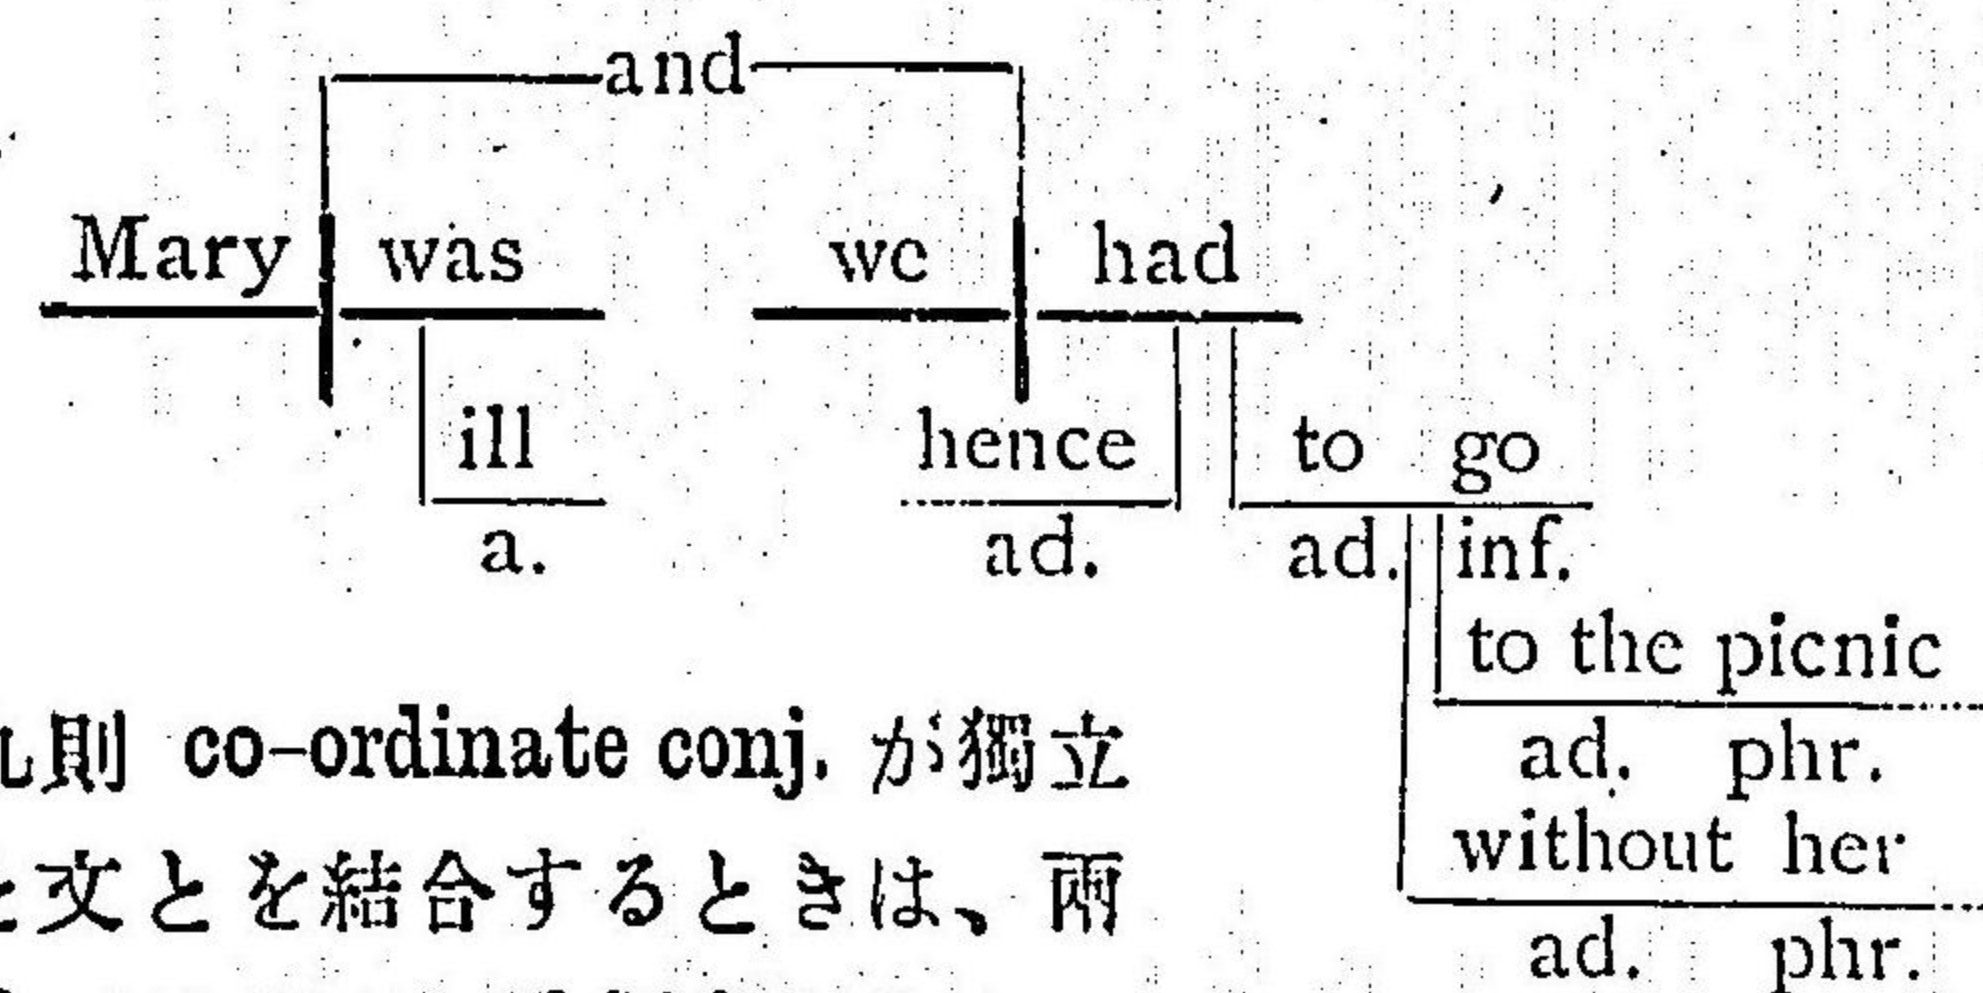 and
Mary was we had
ill hence to go
a. ad. ad. inf.
to the picnic
則 co-ordinate conj. が獨立 ad. phr.
文とを結合するときは、兩 without her
ad. phr.